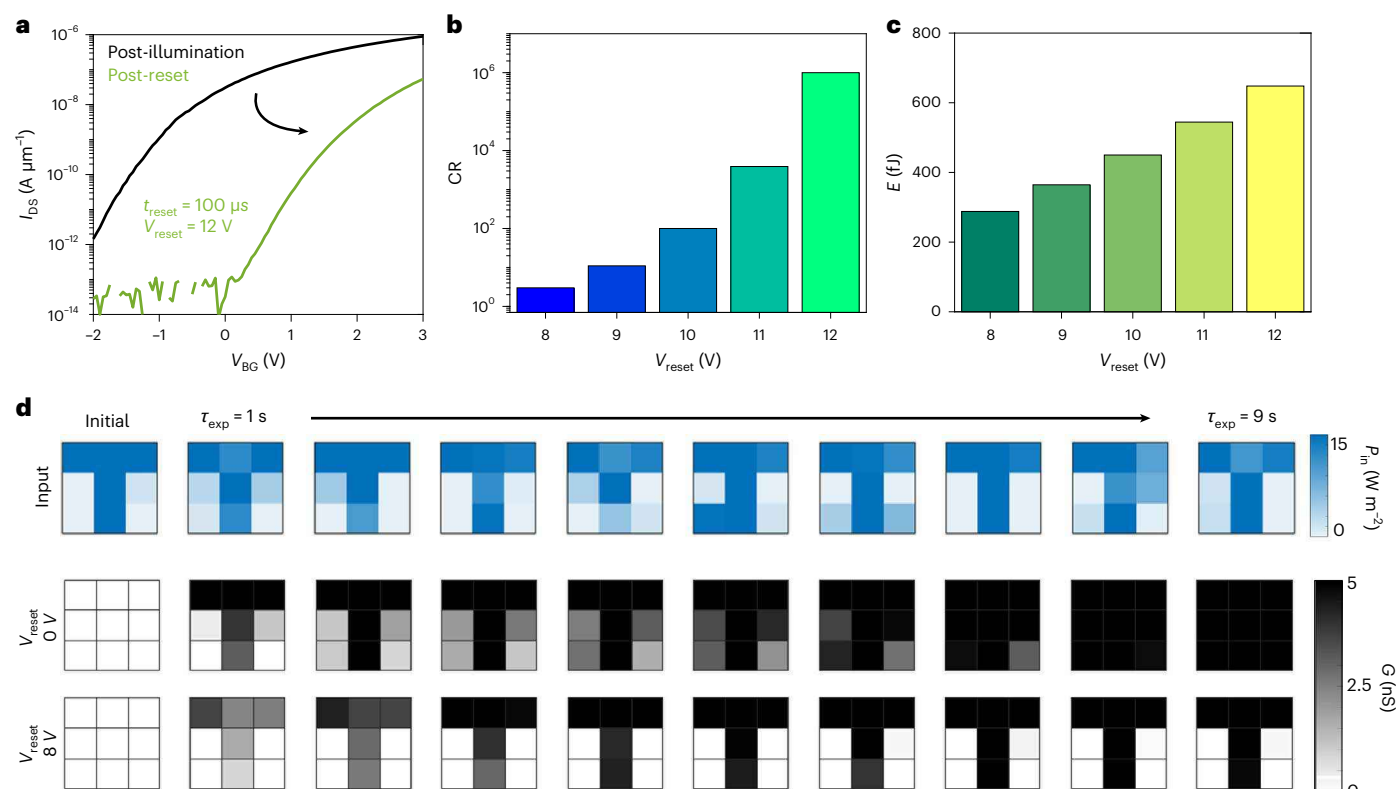 a
10⁻⁶
10⁻⁸
10⁻¹⁰
10⁻¹²
10⁻¹⁴
I_DS (A µm⁻¹)
Post-illumination
Post-reset
t_reset = 100 µs
V_reset = 12 V
–2 –1 0 1 2 3
V_BG (V)
b
10⁶
10⁴
10²
10⁰
CR
8 9 10 11 12
V_reset (V)
c
800
600
400
200
0
E (fJ)
8 9 10 11 12
V_reset (V)
d
Initial τ_exp = 1 s τ_exp = 9 s
Input
15
0
P_in (W m⁻²)
V_reset
0 V
V_reset
8 V
5
2.5
G (nS)